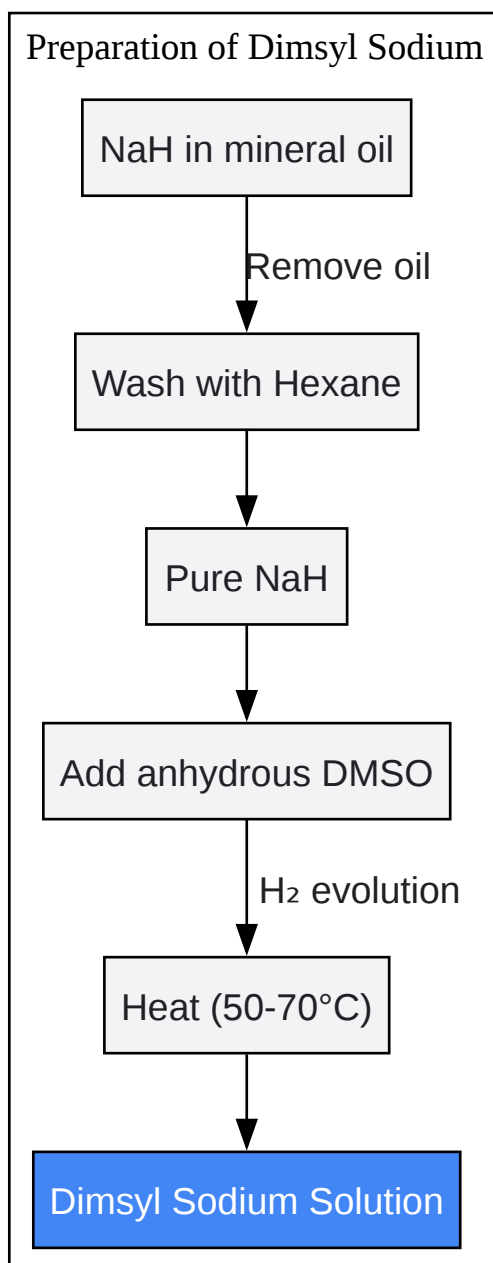 Preparation of Dimsyl Sodium
NaH in mineral oil
Remove oil
Wash with Hexane
Pure NaH
Add anhydrous DMSO
H₂ evolution
Heat (50-70°C)
Dimsyl Sodium Solution